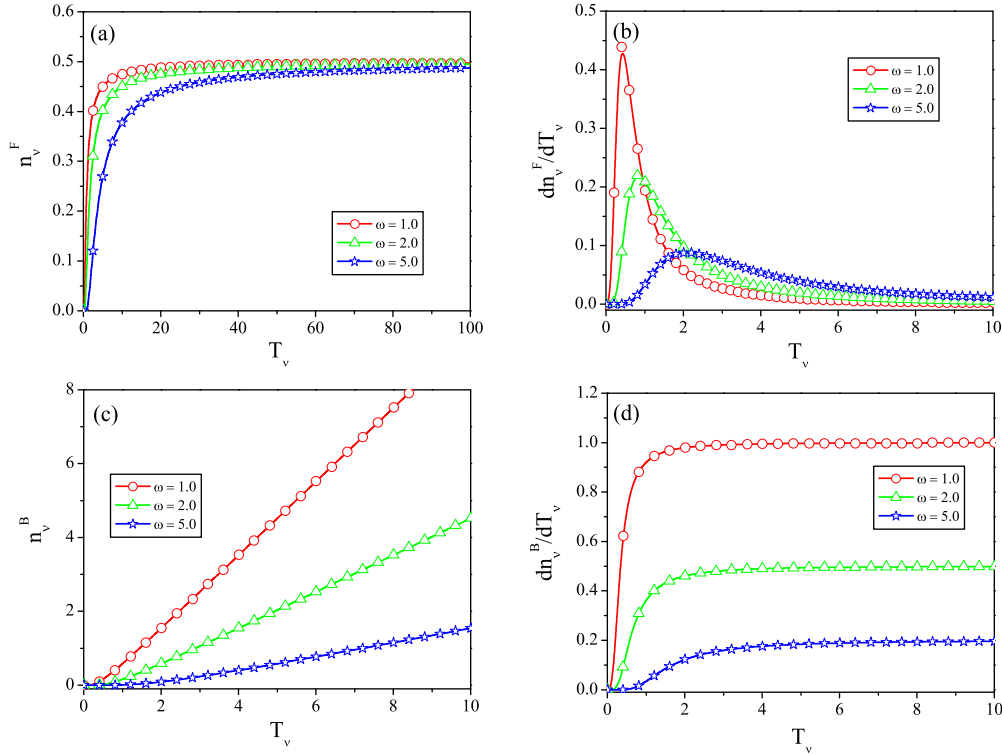 (a)
0.6
0.5
0.4
0.3
0.2
0.1
0.0
n_ν^F
ω = 1.0
ω = 2.0
ω = 5.0
0 20 40 60 80 100
T_ν
(b)
0.5
0.4
0.3
0.2
0.1
0.0
dn_ν^F/dT_ν
ω = 1.0
ω = 2.0
ω = 5.0
0 2 4 6 8 10
T_ν
(c)
8
6
4
2
0
n_ν^B
ω = 1.0
ω = 2.0
ω = 5.0
0 2 4 6 8 10
T_ν
(d)
1.2
1.0
0.8
0.6
0.4
0.2
0.0
dn_ν^B/dT_ν
ω = 1.0
ω = 2.0
ω = 5.0
0 2 4 6 8 10
T_ν